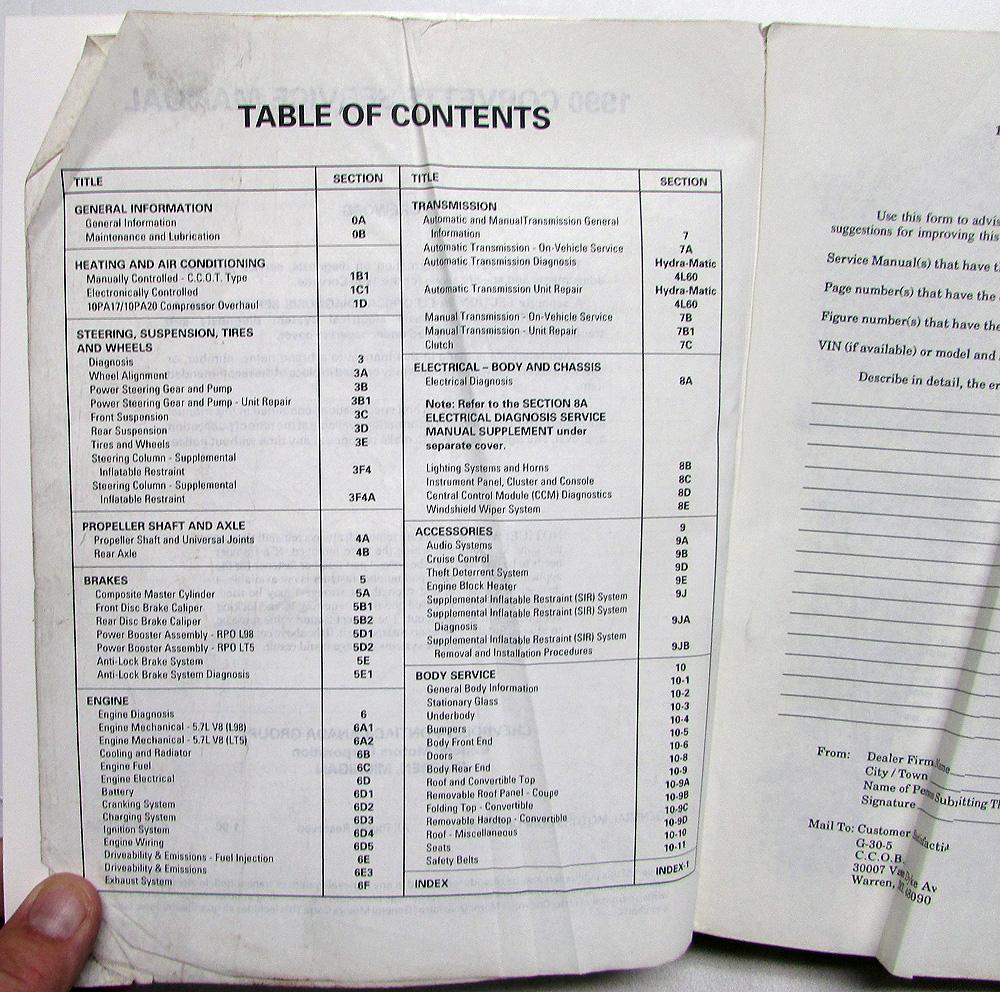 1990 CORVETTE SERVICE MANUAL
TABLE OF CONTENTS
TITLE SECTION
GENERAL INFORMATION
General Information 0A
Maintenance and Lubrication 0B
HEATING AND AIR CONDITIONING
Manually Controlled - C.C.O.T. Type 1B1
Electronically Controlled 1C1
10PA17/10PA20 Compressor Overhaul 1D
STEERING, SUSPENSION, TIRES
AND WHEELS
Diagnosis 3
Wheel Alignment 3A
Power Steering Gear and Pump 3B
Power Steering Gear and Pump - Unit Repair 3B1
Front Suspension 3C
Rear Suspension 3D
Tires and Wheels 3E
Steering Column - Supplemental
Inflatable Restraint 3F4
Steering Column - Supplemental
Inflatable Restraint 3F4A
PROPELLER SHAFT AND AXLE
Propeller Shaft and Universal Joints 4A
Rear Axle 4B
BRAKES 5
Composite Master Cylinder 5A
Front Disc Brake Caliper 5B1
Rear Disc Brake Caliper 5B2
Power Booster Assembly - RPO L98 5D1
Power Booster Assembly - RPO LT5 5D2
Anti-Lock Brake System 5E
Anti-Lock Brake System Diagnosis 5E1
ENGINE
Engine Diagnosis 6
Engine Mechanical - 5.7L V8 (L98) 6A1
Engine Mechanical - 5.7L V8 (LT5) 6A2
Cooling and Radiator 6B
Engine Fuel 6C
Engine Electrical 6D
Battery 6D1
Cranking System 6D2
Charging System 6D3
Ignition System 6D4
Engine Wiring 6D5
Driveability & Emissions - Fuel Injection 6E
Driveability & Emissions 6E3
Exhaust System 6F
TITLE SECTION
TRANSMISSION
Automatic and ManualTransmission General
Information 7
Automatic Transmission - On-Vehicle Service 7A
Automatic Transmission Diagnosis Hydra-Matic
4L60
Automatic Transmission Unit Repair Hydra-Matic
4L60
Manual Transmission - On-Vehicle Service 7B
Manual Transmission - Unit Repair 7B1
Clutch 7C
ELECTRICAL – BODY AND CHASSIS
Electrical Diagnosis 8A
Note: Refer to the SECTION 8A
ELECTRICAL DIAGNOSIS SERVICE
MANUAL SUPPLEMENT under
separate cover.
Lighting Systems and Horns 8B
Instrument Panel, Cluster and Console 8C
Central Control Module (CCM) Diagnostics 8D
Windshield Wiper System 8E
ACCESSORIES 9
Audio Systems 9A
Cruise Control 9B
Theft Deterrent System 9D
Engine Block Heater 9E
Supplemental Inflatable Restraint (SIR) System 9J
Supplemental Inflatable Restraint (SIR) System
Diagnosis 9JA
Supplemental Inflatable Restraint (SIR) System
Removal and Installation Procedures 9JB
BODY SERVICE 10
General Body Information 10-1
Stationary Glass 10-2
Underbody 10-3
Bumpers 10-4
Body Front End 10-5
Doors 10-6
Body Rear End 10-8
Roof and Convertible Top 10-9
Removable Roof Panel - Coupe 10-9A
Folding Top - Convertible 10-9B
Removable Hardtop - Convertible 10-9C
Roof - Miscellaneous 10-9D
Seats 10-10
Safety Belts 10-11
INDEX INDEX-1
Use this form to advis
suggestions for improving this
Service Manual(s) that have t
Page number(s) that have the
Figure number(s) that have the
VIN (if available) or model and
Describe in detail, the er
From: Dealer Firm
City / Town
Name of Submitting
Signature
Mail To: Customer
G-30-5
C.C.O.B.
30007 Av
Warren,